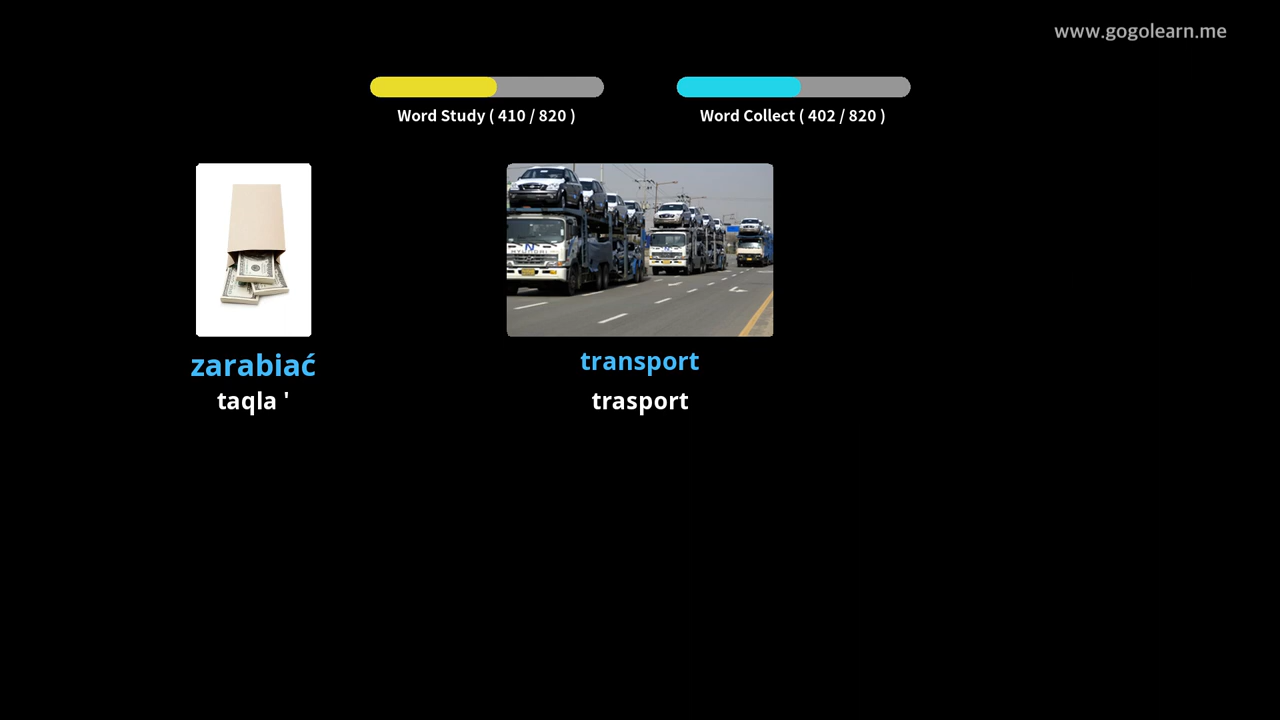 www.gogolearn.me
Word Study ( 410 / 820 )
Word Collect ( 402 / 820 )
zarabiać
taqla '
transport
trasport